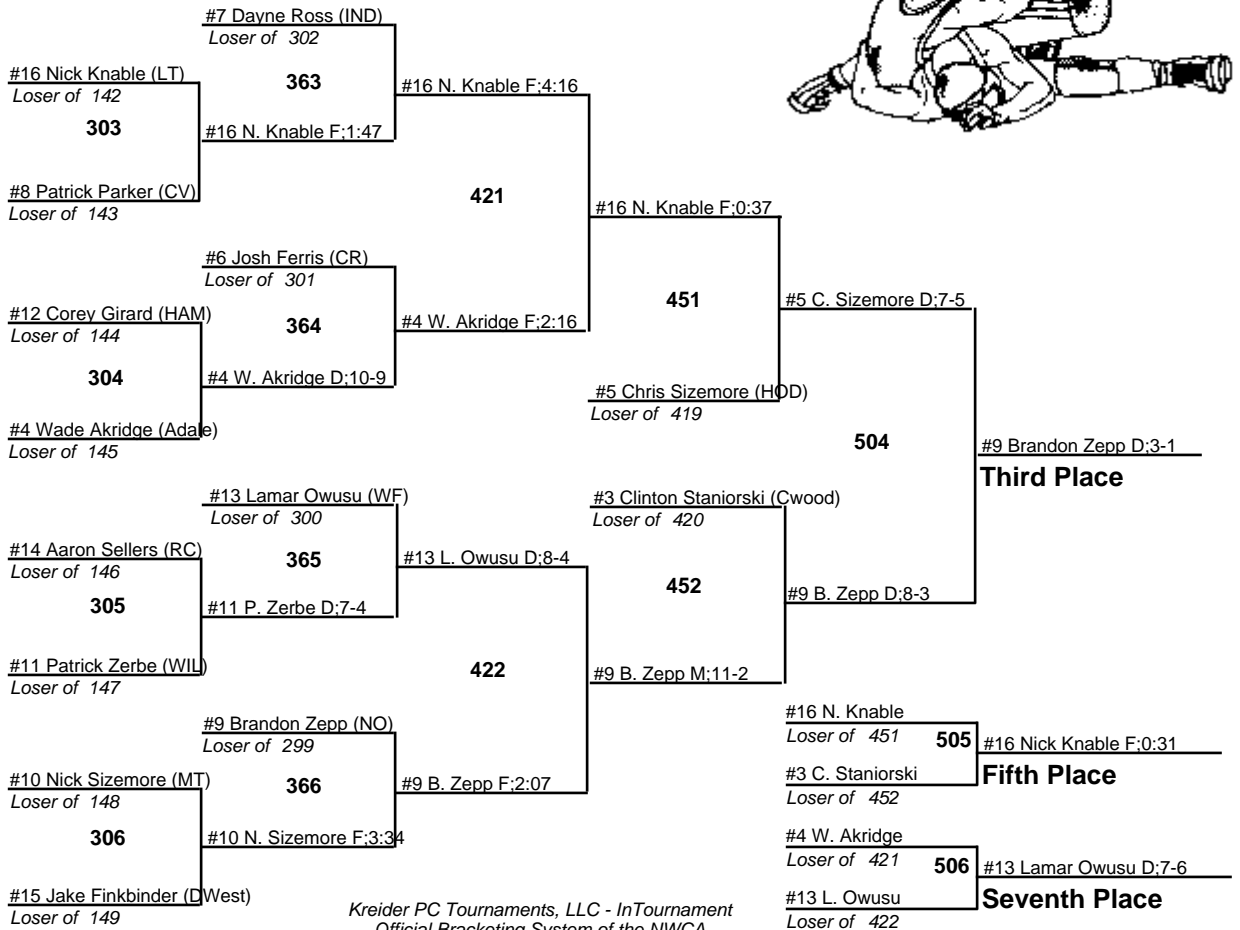 #7 Dayne Ross (IND)
Loser of 302
#16 Nick Knable (LT)
Loser of 142
363
#16 N. Knable F;4:16
303
#16 N. Knable F;1:47
#8 Patrick Parker (CV)
Loser of 143
421
#16 N. Knable F;0:37
#6 Josh Ferris (CR)
Loser of 301
#12 Corey Girard (HAM)
Loser of 144
364
#4 W. Akridge F;2:16
451
#5 C. Sizemore D;7-5
304
#4 W. Akridge D;10-9
#5 Chris Sizemore (HOD)
Loser of 419
#4 Wade Akridge (Adale)
Loser of 145
504
#9 Brandon Zepp D;3-1
Third Place
#13 Lamar Owusu (WF)
Loser of 300
#3 Clinton Staniorski (Cwood)
Loser of 420
#14 Aaron Sellers (RC)
Loser of 146
365
#13 L. Owusu D;8-4
452
#9 B. Zepp D;8-3
305
#11 P. Zerbe D;7-4
#11 Patrick Zerbe (WIL)
Loser of 147
422
#9 B. Zepp M;11-2
#9 Brandon Zepp (NO)
Loser of 299
#16 N. Knable
Loser of 451
505
#16 Nick Knable F;0:31
Fifth Place
#3 C. Staniorski
Loser of 452
#10 Nick Sizemore (MT)
Loser of 148
366
#9 B. Zepp F;2:07
306
#10 N. Sizemore F;3:34
#4 W. Akridge
Loser of 421
506
#13 Lamar Owusu D;7-6
Seventh Place
#13 L. Owusu
Loser of 422
#15 Jake Finkbinder (DWest)
Loser of 149
Kreider PC Tournaments, LLC - InTournament
Official Bracketing System of the NWCA